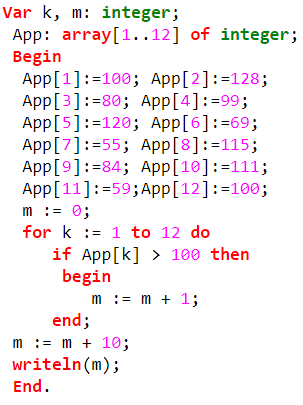 Var k, m: integer;
App: array[1..12] of integer;
Begin
App[1]:=100; App[2]:=128;
App[3]:=80; App[4]:=99;
App[5]:=120; App[6]:=69;
App[7]:=55; App[8]:=115;
App[9]:=84; App[10]:=111;
App[11]:=59;App[12]:=100;
m := 0;
for k := 1 to 12 do
if App[k] > 100 then
begin
m := m + 1;
end;
m := m + 10;
writeln(m);
End.